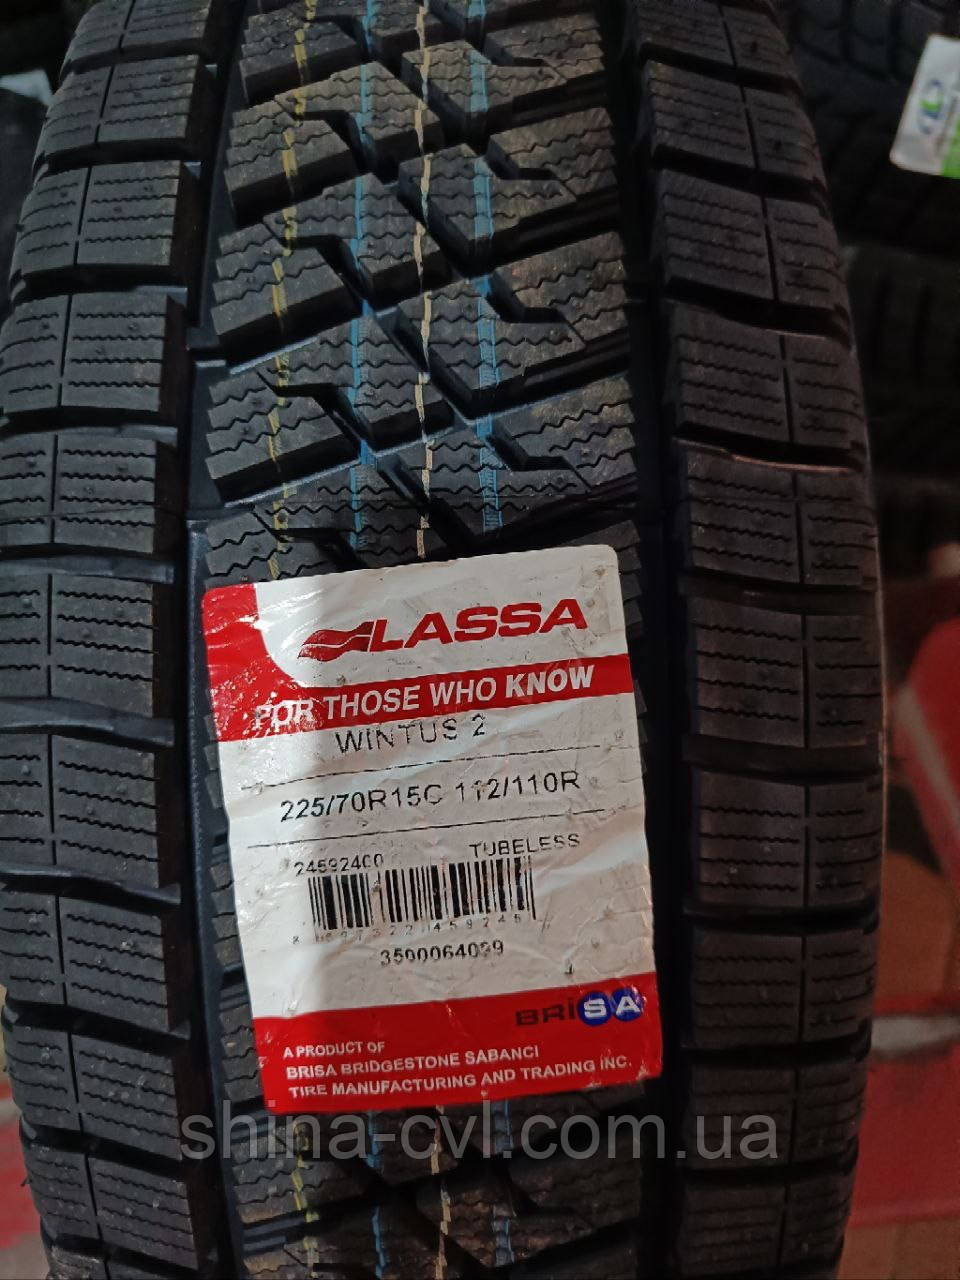 LASSA
FOR THOSE WHO KNOW
WINTUS 2
225/70R15C 112/110R
24592400 TUBELESS
3500064099
BRiSA
A PRODUCT OF
BRISA BRIDGESTONE SABANCI
TIRE MANUFACTURING AND TRADING INC.
shina-cvl.com.ua